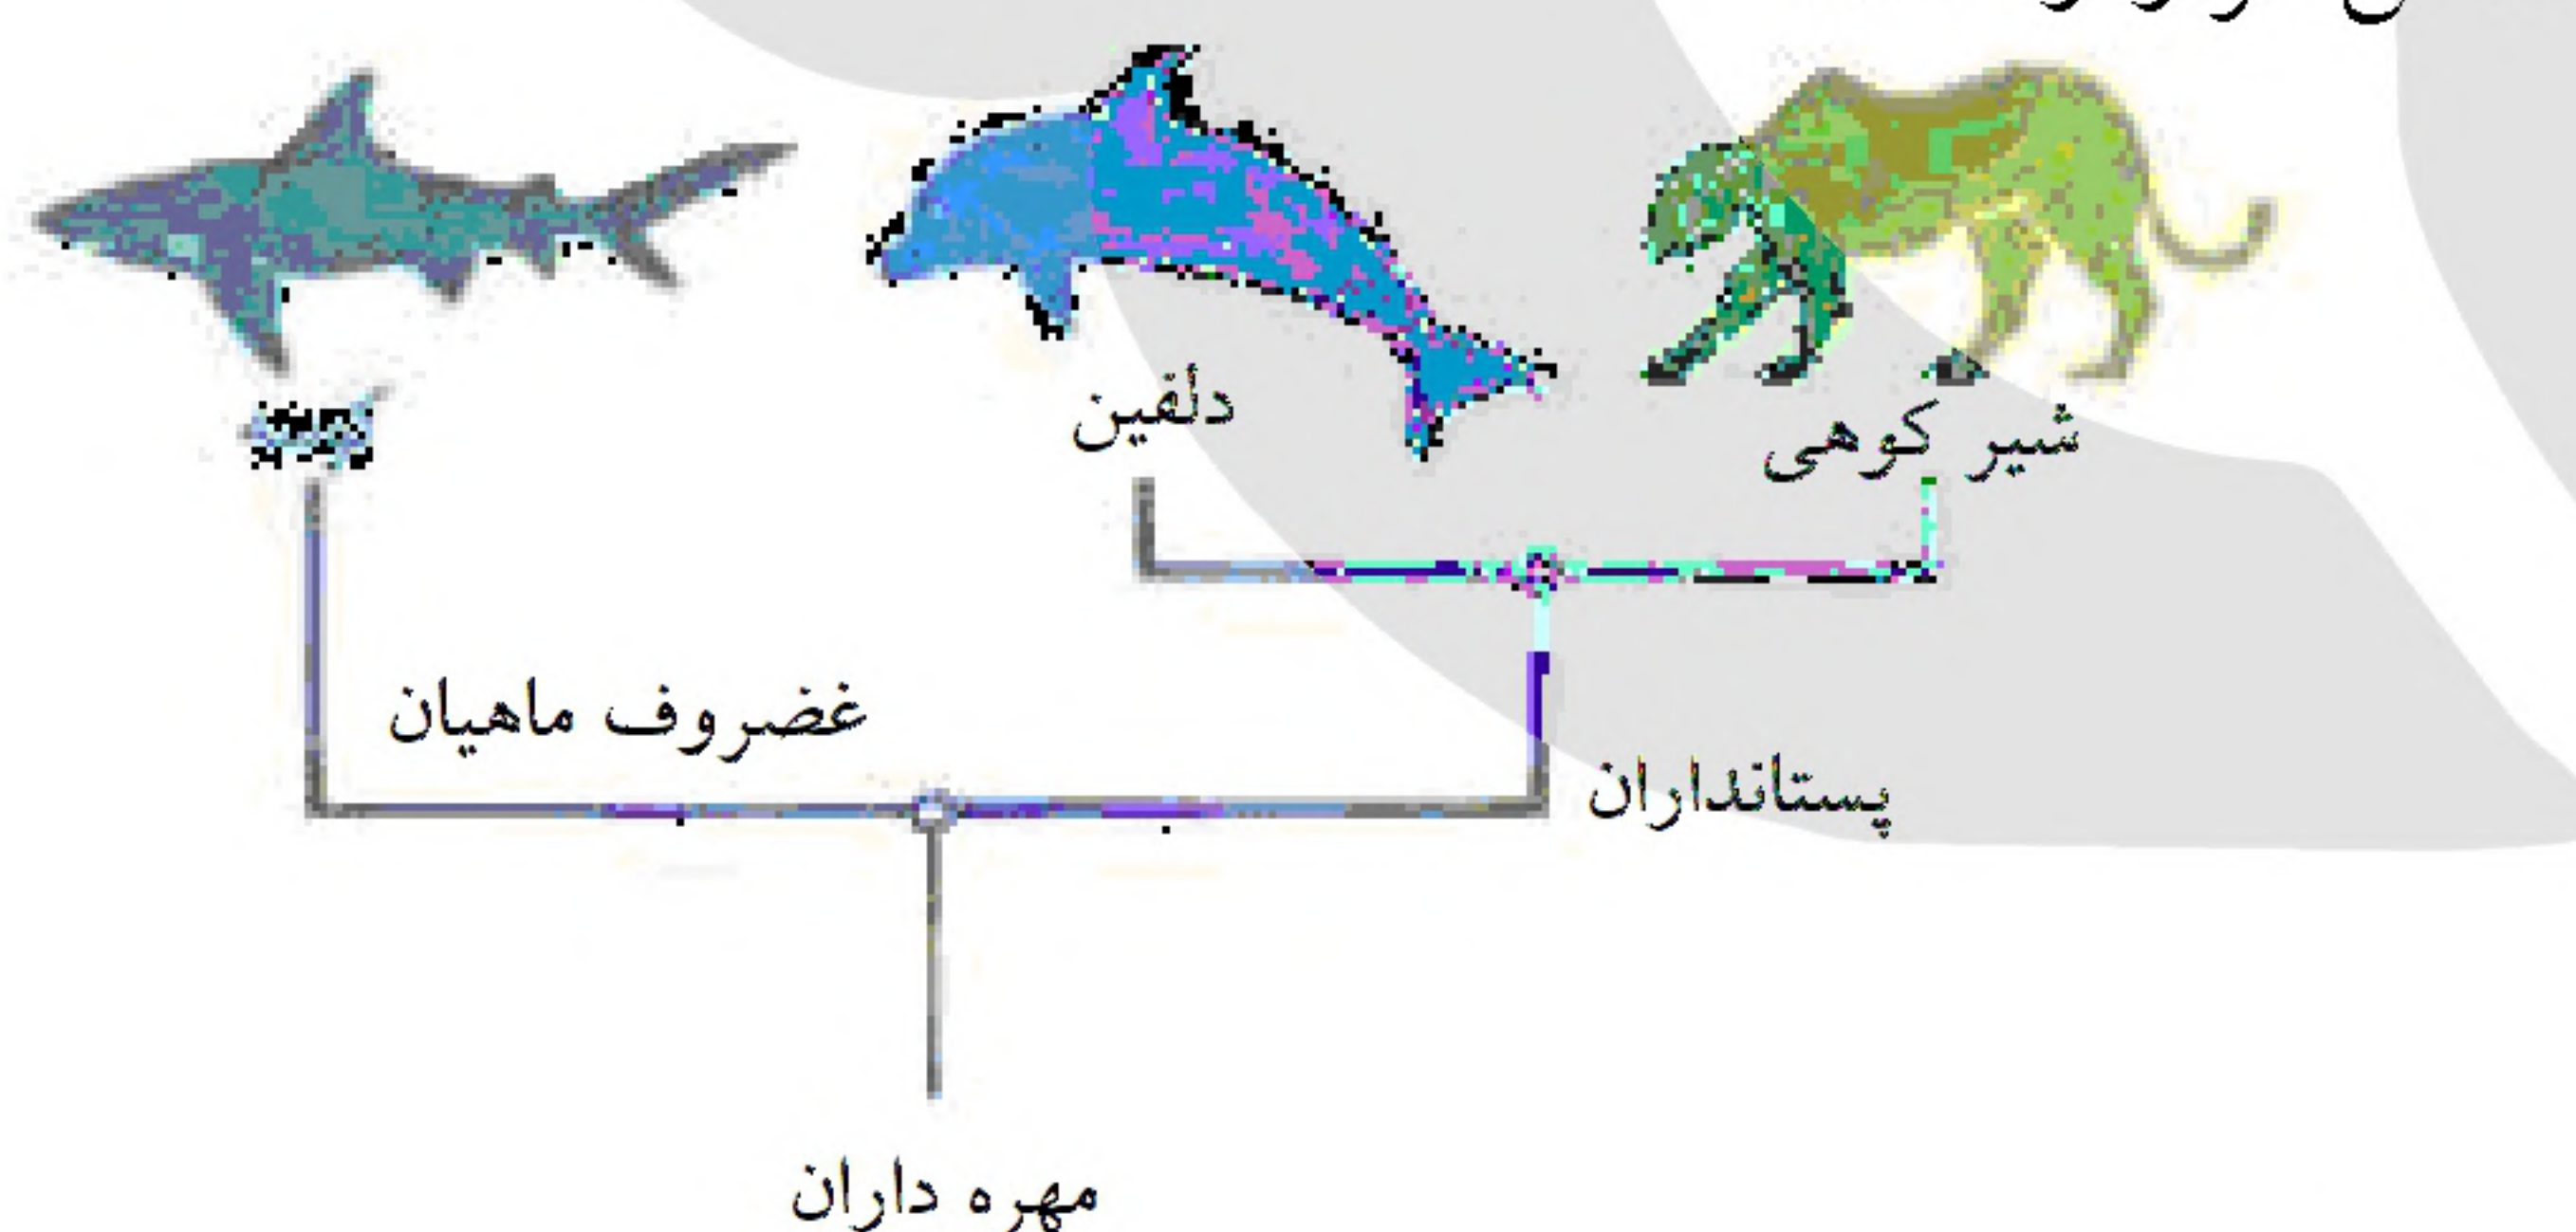 دلفین
شیر کوهی
غضروف ماهیان
پستانداران
مهره داران